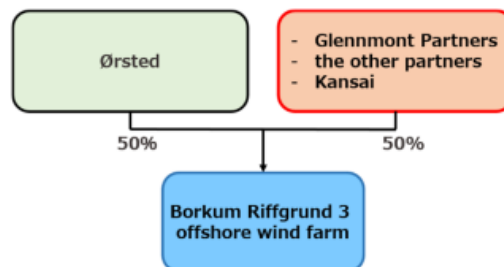 Ørsted
- Glennmont Partners
- the other partners
- Kansai
50%
50%
Borkum Riffgrund 3
offshore wind farm